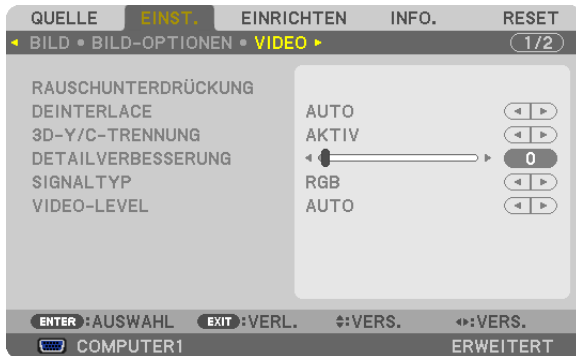 QUELLE EINST. EINRICHTEN INFO. RESET
BILD • BILD-OPTIONEN • VIDEO 1/2
RAUSCHUNTERDRÜCKUNG
DEINTERLACE AUTO
3D-Y/C-TRENNUNG AKTIV
DETAILVERBESSERUNG 0
SIGNALTYP RGB
VIDEO-LEVEL AUTO
ENTER:AUSWAHL EXIT:VERL. :VERS. :VERS.
COMPUTER1 ERWEITERT